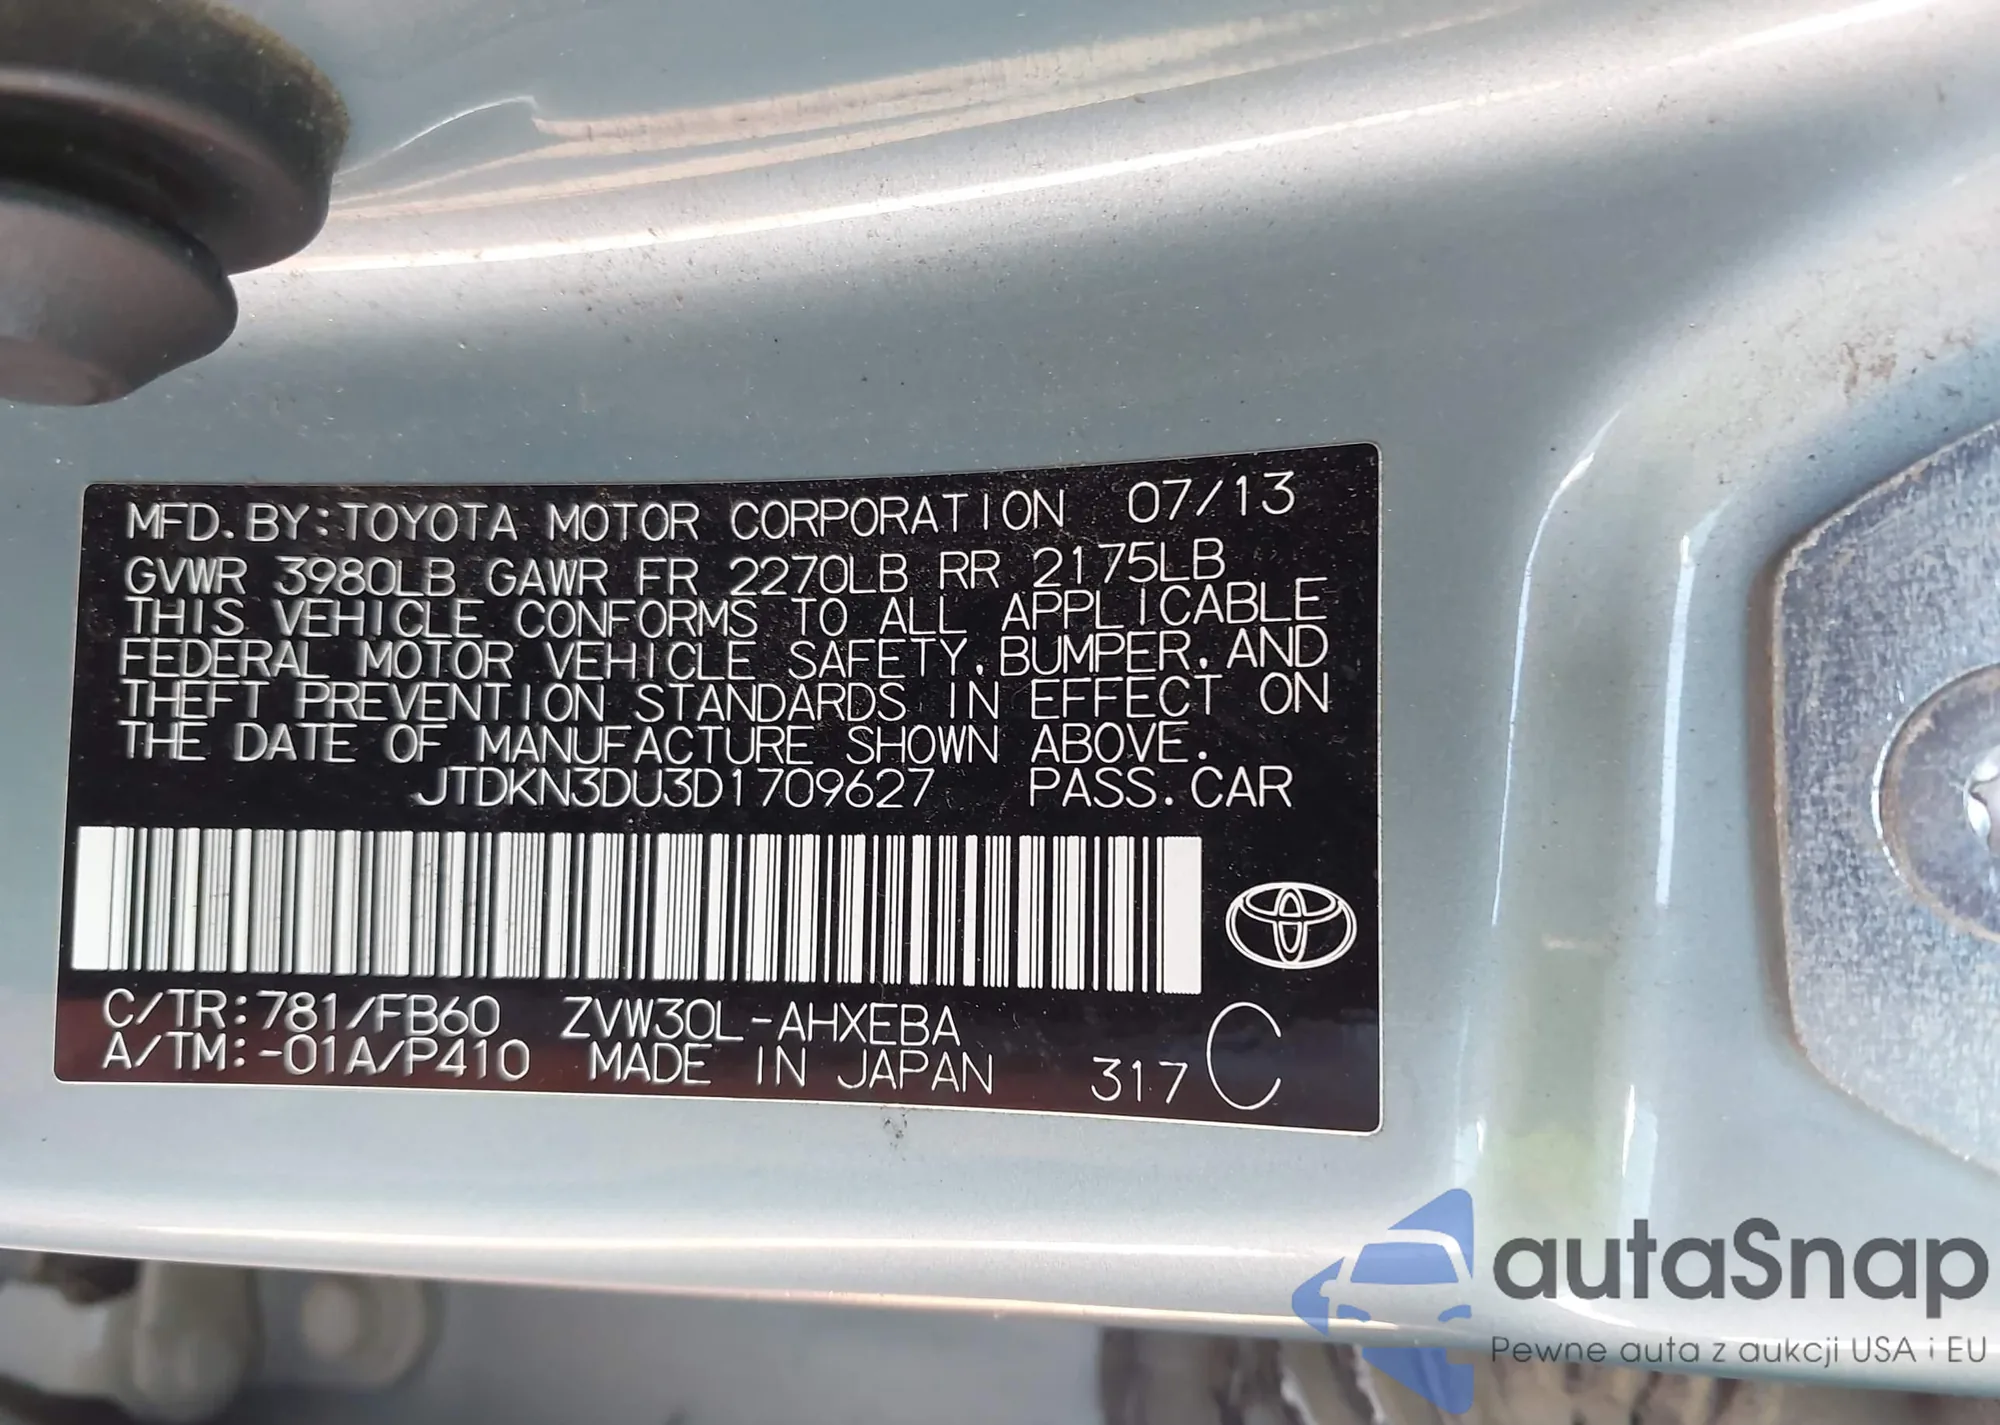 MFD. BY: TOYOTA MOTOR CORPORATION 07/13
GVWR 3980LB GAWR FR 2270LB RR 2175LB
THIS VEHICLE CONFORMS TO ALL APPLICABLE
FEDERAL MOTOR VEHICLE SAFETY, BUMPER, AND
THEFT PREVENTION STANDARDS IN EFFECT ON
THE DATE OF MANUFACTURE SHOWN ABOVE.
JTDKN3DU3D1709627 PASS. CAR
C/TR: 781/FB60 ZVW30L-AHXEBA
A/TM: -01A/P410 MADE IN JAPAN 317 C
autaSnap
Pewne auta z aukcji USA i EU